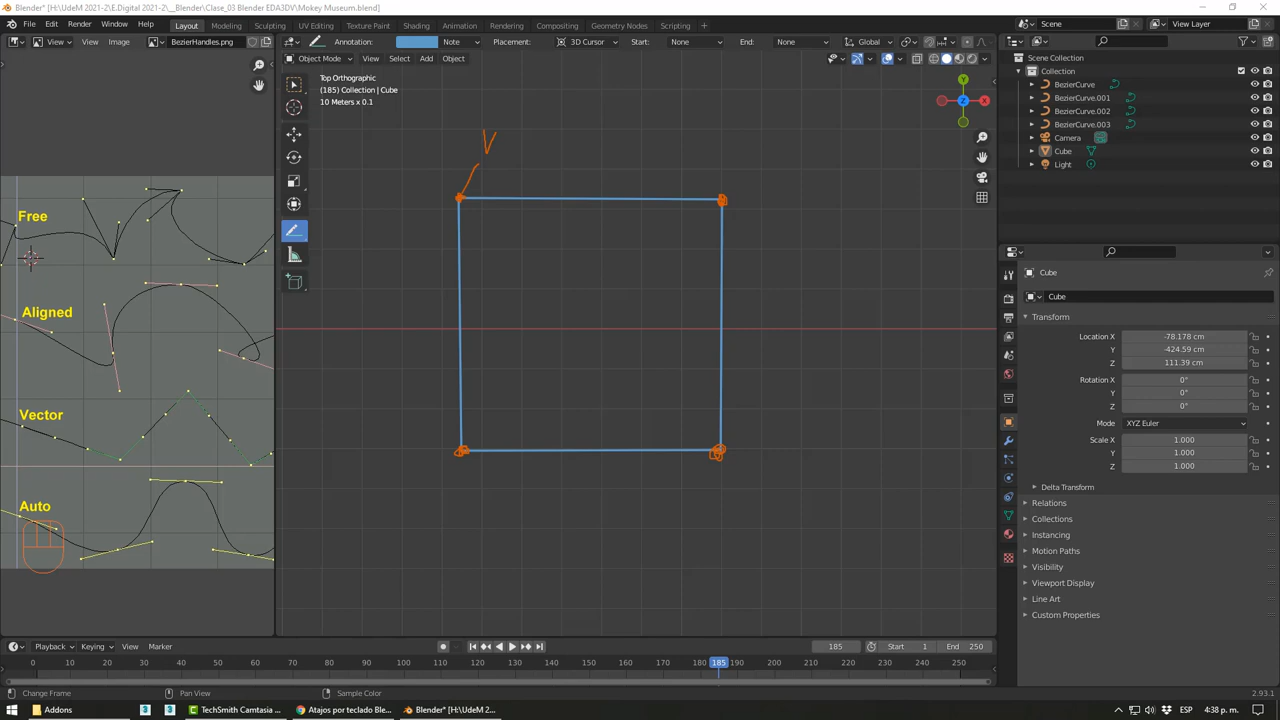 Blender* [H:\UdeM 2021-2\E.Digital 2021-2\__Blender\Clase_03 Blender EDA3DV\Mokey Museum.blend]
File Edit Render Window Help Layout Modeling Sculpting UV Editing Texture Paint Shading Animation Rendering Compositing Geometry Nodes Scripting + Scene View Layer
View View Image BezierHandles.png Annotation: Note Placement: 3D Cursor Start: None End: None Global
Object Mode View Select Add Object
Top Orthographic
(185) Collection | Cube
10 Meters x 0.1
Y
Z
X
V
Free
Aligned
Vector
Auto
Scene Collection
Collection
BezierCurve
BezierCurve.001
BezierCurve.002
BezierCurve.003
Camera
Cube
Light
Cube
Cube
Transform
Location X -78.178 cm
Y -424.59 cm
Z 111.39 cm
Rotation X 0°
Y 0°
Z 0°
Mode XYZ Euler
Scale X 1.000
Y 1.000
Z 1.000
Delta Transform
Relations
Collections
Instancing
Motion Paths
Visibility
Viewport Display
Line Art
Custom Properties
Playback Keying View Marker 185 Start 1 End 250
0 10 20 30 40 50 60 70 80 90 100 110 120 130 140 150 160 170 180 185 190 200 210 220 230 240 250
Change Frame Pan View Sample Color 2.93.1
Addons TechSmith Camtasia ... Atajos por teclado Ble... Blender* [H:\UdeM 2... ESP 4:38 p. m.